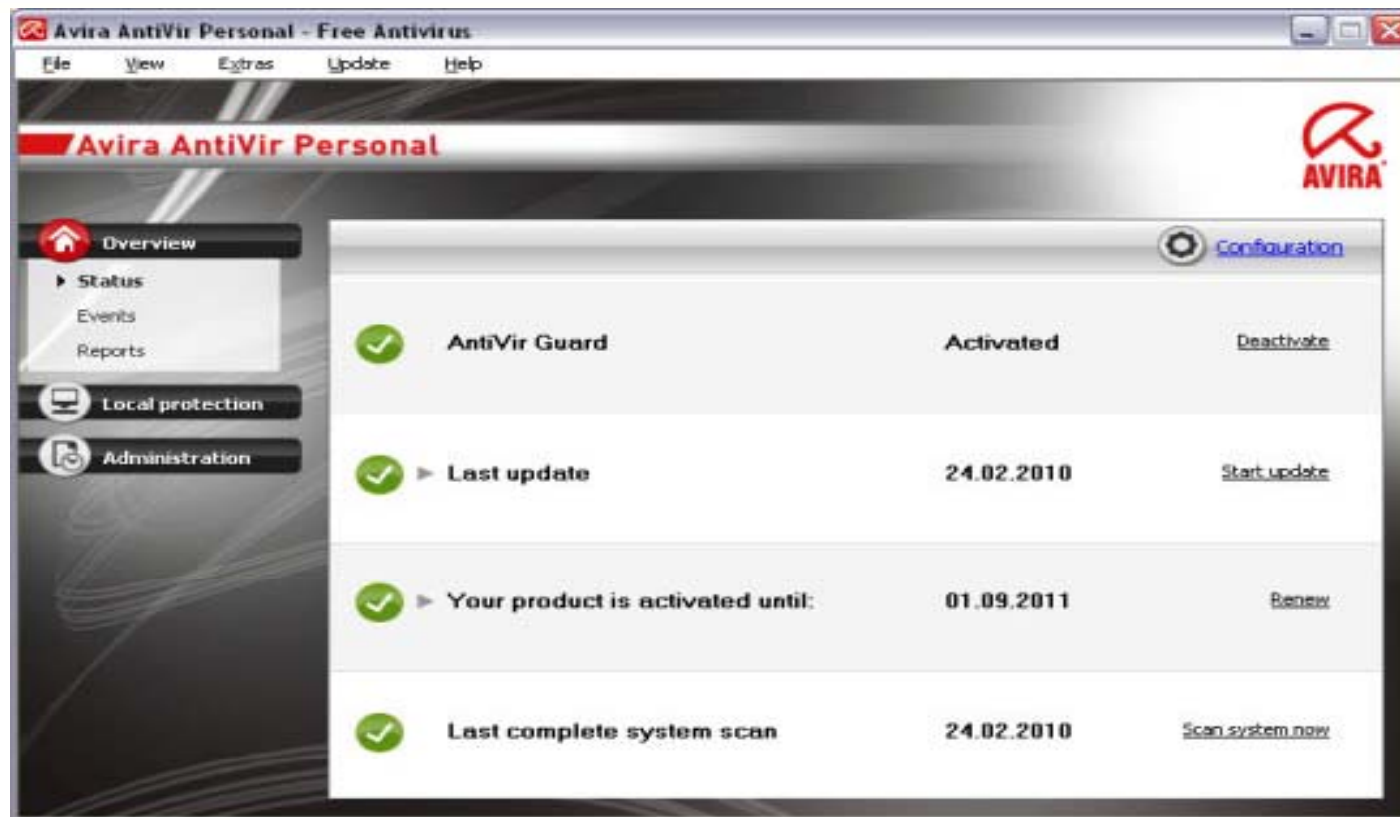 Avira AntiVir Personal - Free Antivirus
File View Extras Update Help
Avira AntiVir Personal
AVIRA
Overview
Configuration
Status
Events
Reports
AntiVir Guard Activated Deactivate
Local protection
Administration
Last update 24.02.2010 Start update
Your product is activated until: 01.09.2011 Renew
Last complete system scan 24.02.2010 Scan system now